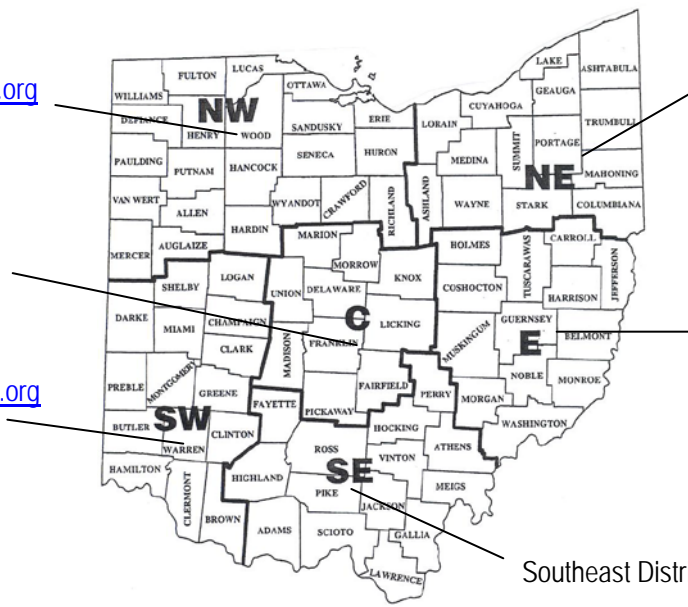 LAKE
ASHTABULA
LUCAS
FULTON
WILLIAMS
OTTAWA
GEAUGA
.org
NW
CUYAHOGA
DEFIANCE
HENRY
WOOD
SANDUSKY
ERIE
LORAIN
TRUMBULL
PORTAGE
SUMMIT
PAULDING
SENECA
HURON
MEDINA
PUTNAM
HANCOCK
NE
MAHONING
VAN WERT
WYANDOT
CRAWFORD
RICHLAND
ASHLAND
WAYNE
STARK
COLUMBIANA
ALLEN
HARDIN
MARION
HOLMES
CARROLL
MERCER
AUGLAIZE
MORROW
KNOX
TUSCARAWAS
JEFFERSON
SHELBY
LOGAN
UNION
DELAWARE
COSHOCTON
HARRISON
DARKE
CHAMPAIGN
C
LICKING
GUERNSEY
MIAMI
FRANKLIN
MUSKINGUM
E
BELMONT
CLARK
MADISON
PREBLE
MONTGOMERY
FAIRFIELD
PERRY
NOBLE
MONROE
.org
GREENE
FAYETTE
PICKAWAY
MORGAN
SW
HOCKING
WASHINGTON
BUTLER
WARREN
CLINTON
ROSS
ATHENS
VINTON
HAMILTON
SE
CLERMONT
HIGHLAND
PIKE
MEIGS
JACKSON
BROWN
ADAMS
SCIOTO
GALLIA
LAWRENCE
Southeast Distr